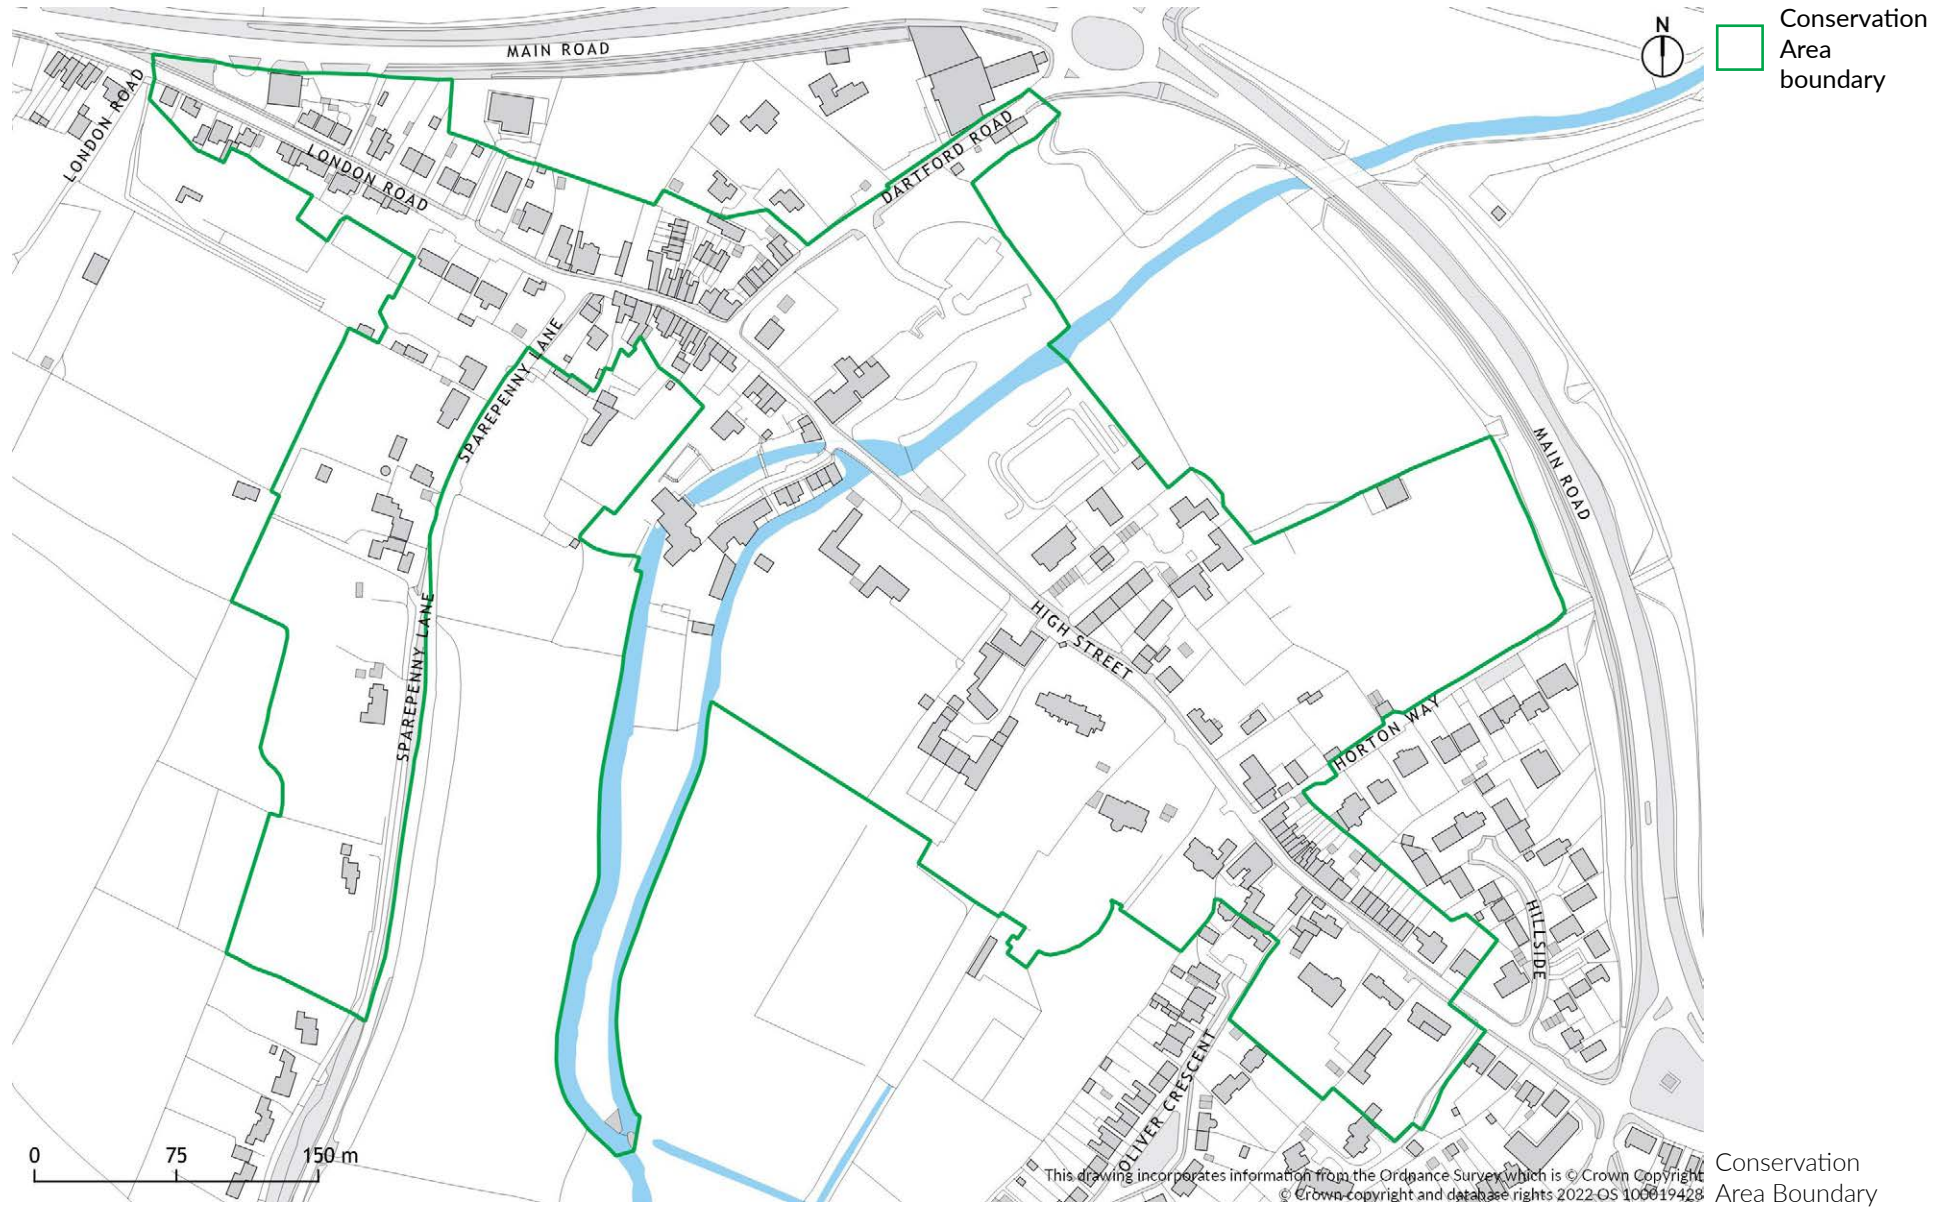 MAIN ROAD
N
Conservation
Area
boundary
LONDON ROAD
LONDON ROAD
DARTFORD ROAD
SPAREPENNY LANE
SPAREPENNY LANE
MAIN ROAD
HIGH STREET
SPAREPENNY LANE
HORTON WAY
HILLSIDE
OLIVER CRESCENT
0 75 150 m
This drawing incorporates information from the Ordnance Survey which is © Crown Copyright
© Crown copyright and database rights 2022 OS 100019428
Conservation
Area Boundary